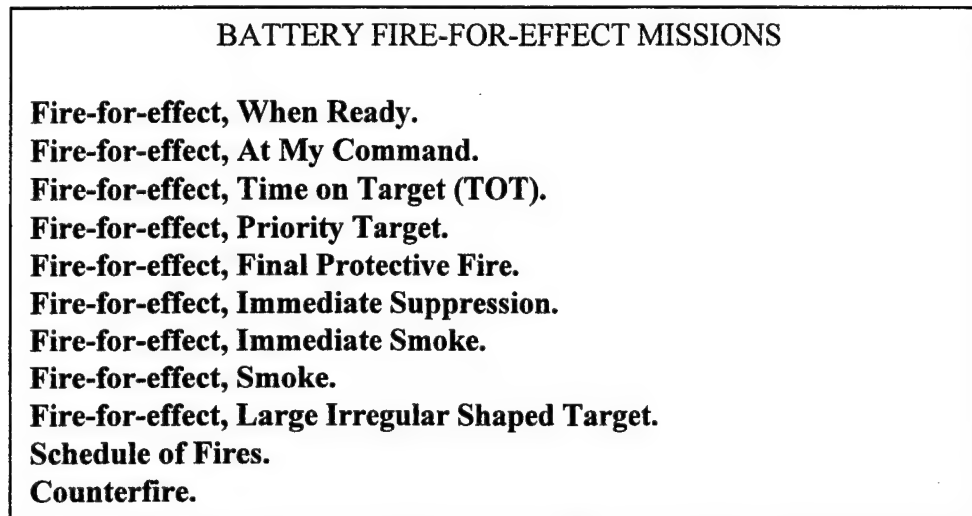 BATTERY FIRE-FOR-EFFECT MISSIONS
Fire-for-effect, When Ready.
Fire-for-effect, At My Command.
Fire-for-effect, Time on Target (TOT).
Fire-for-effect, Priority Target.
Fire-for-effect, Final Protective Fire.
Fire-for-effect, Immediate Suppression.
Fire-for-effect, Immediate Smoke.
Fire-for-effect, Smoke.
Fire-for-effect, Large Irregular Shaped Target.
Schedule of Fires.
Counterfire.